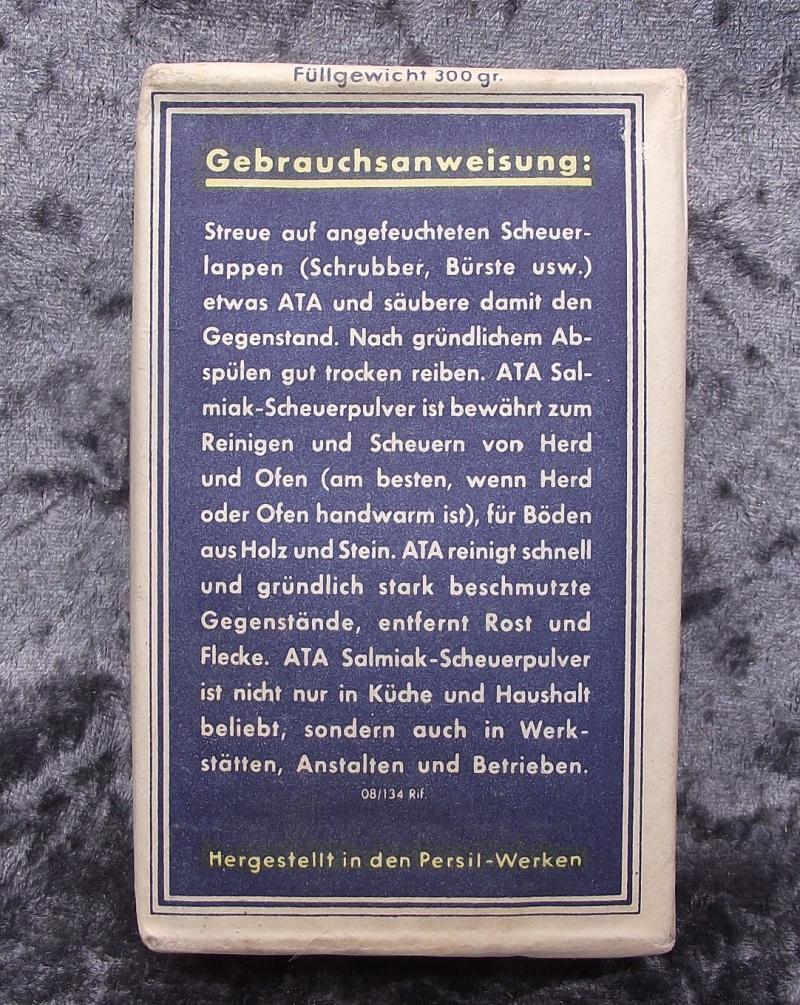 Füllgewicht 300 gr.
Gebrauchsanweisung:
Streue auf angefeuchteten Scheuer-
lappen (Schrubber, Bürste usw.)
etwas ATA und säubere damit den
Gegenstand. Nach gründlichem Ab-
spülen gut trocken reiben. ATA Sal-
miak-Scheuerpulver ist bewährt zum
Reinigen und Scheuern von Herd
und Ofen (am besten, wenn Herd
oder Ofen handwarm ist), für Böden
aus Holz und Stein. ATA reinigt schnell
und gründlich stark beschmutzte
Gegenstände, entfernt Rost und
Flecke. ATA Salmiak-Scheuerpulver
ist nicht nur in Küche und Haushalt
beliebt, sondern auch in Werk-
stätten, Anstalten und Betrieben.
08/134 Rif.
Hergestellt in den Persil-Werken